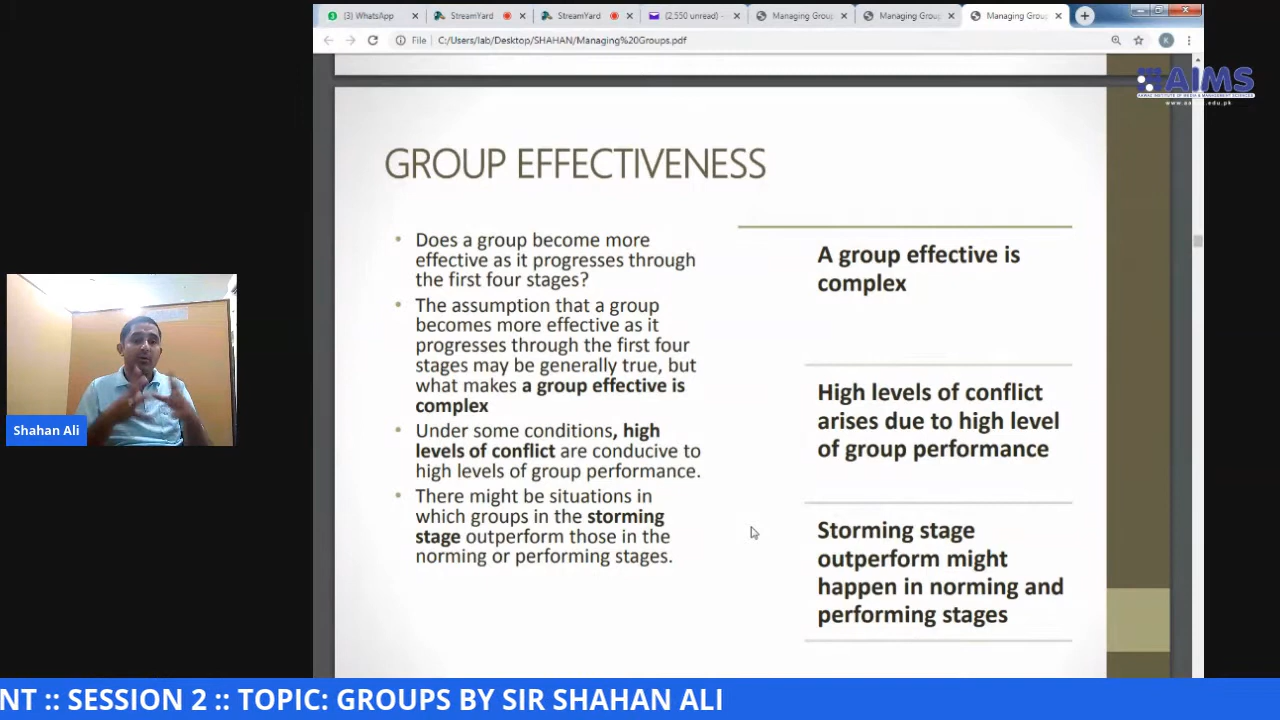 (3) WhatsApp
StreamYard
StreamYard
(2,550 unread) -
Managing Group
Managing Group
Managing Group
File
C:/Users/lab/Desktop/SHAHAN/Managing%20Groups.pdf
K
AIMS
GROUP EFFECTIVENESS
• Does a group become more
effective as it progresses through
the first four stages?
• The assumption that a group
becomes more effective as it
progresses through the first four
stages may be generally true, but
what makes a group effective is
complex
• Under some conditions, high
levels of conflict are conducive to
high levels of group performance.
• There might be situations in
which groups in the storming
stage outperform those in the
norming or performing stages.
A group effective is
complex
High levels of conflict
arises due to high level
of group performance
Storming stage
outperform might
happen in norming and
performing stages
Shahan Ali
NT :: SESSION 2 :: TOPIC: GROUPS BY SIR SHAHAN ALI